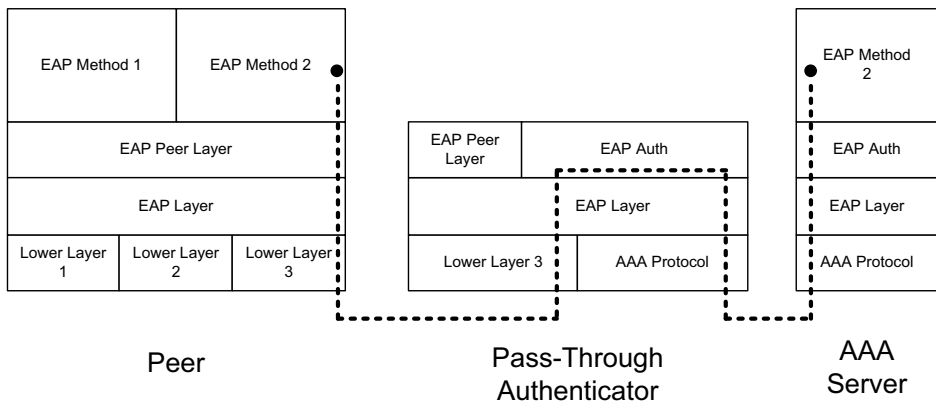 EAP Method 1
EAP Method 2
EAP Peer Layer
EAP Layer
Lower Layer
1
Lower Layer
2
Lower Layer
3
Peer
EAP Peer
Layer
EAP Auth
EAP Layer
Lower Layer 3
AAA Protocol
Pass-Through
Authenticator
EAP Method
2
EAP Auth
EAP Layer
AAA Protocol
AAA
Server